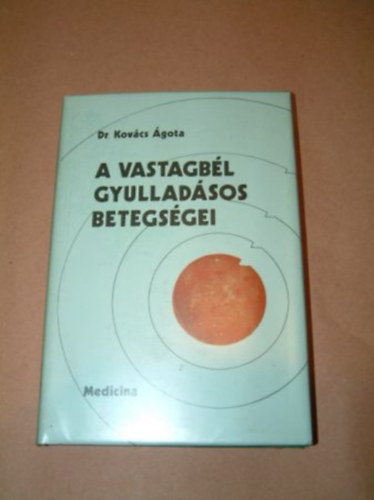 Dr Kovács Ágota
A VASTAGBÉL
GYULLADÁSOS
BETEGSÉGEI
Medicina